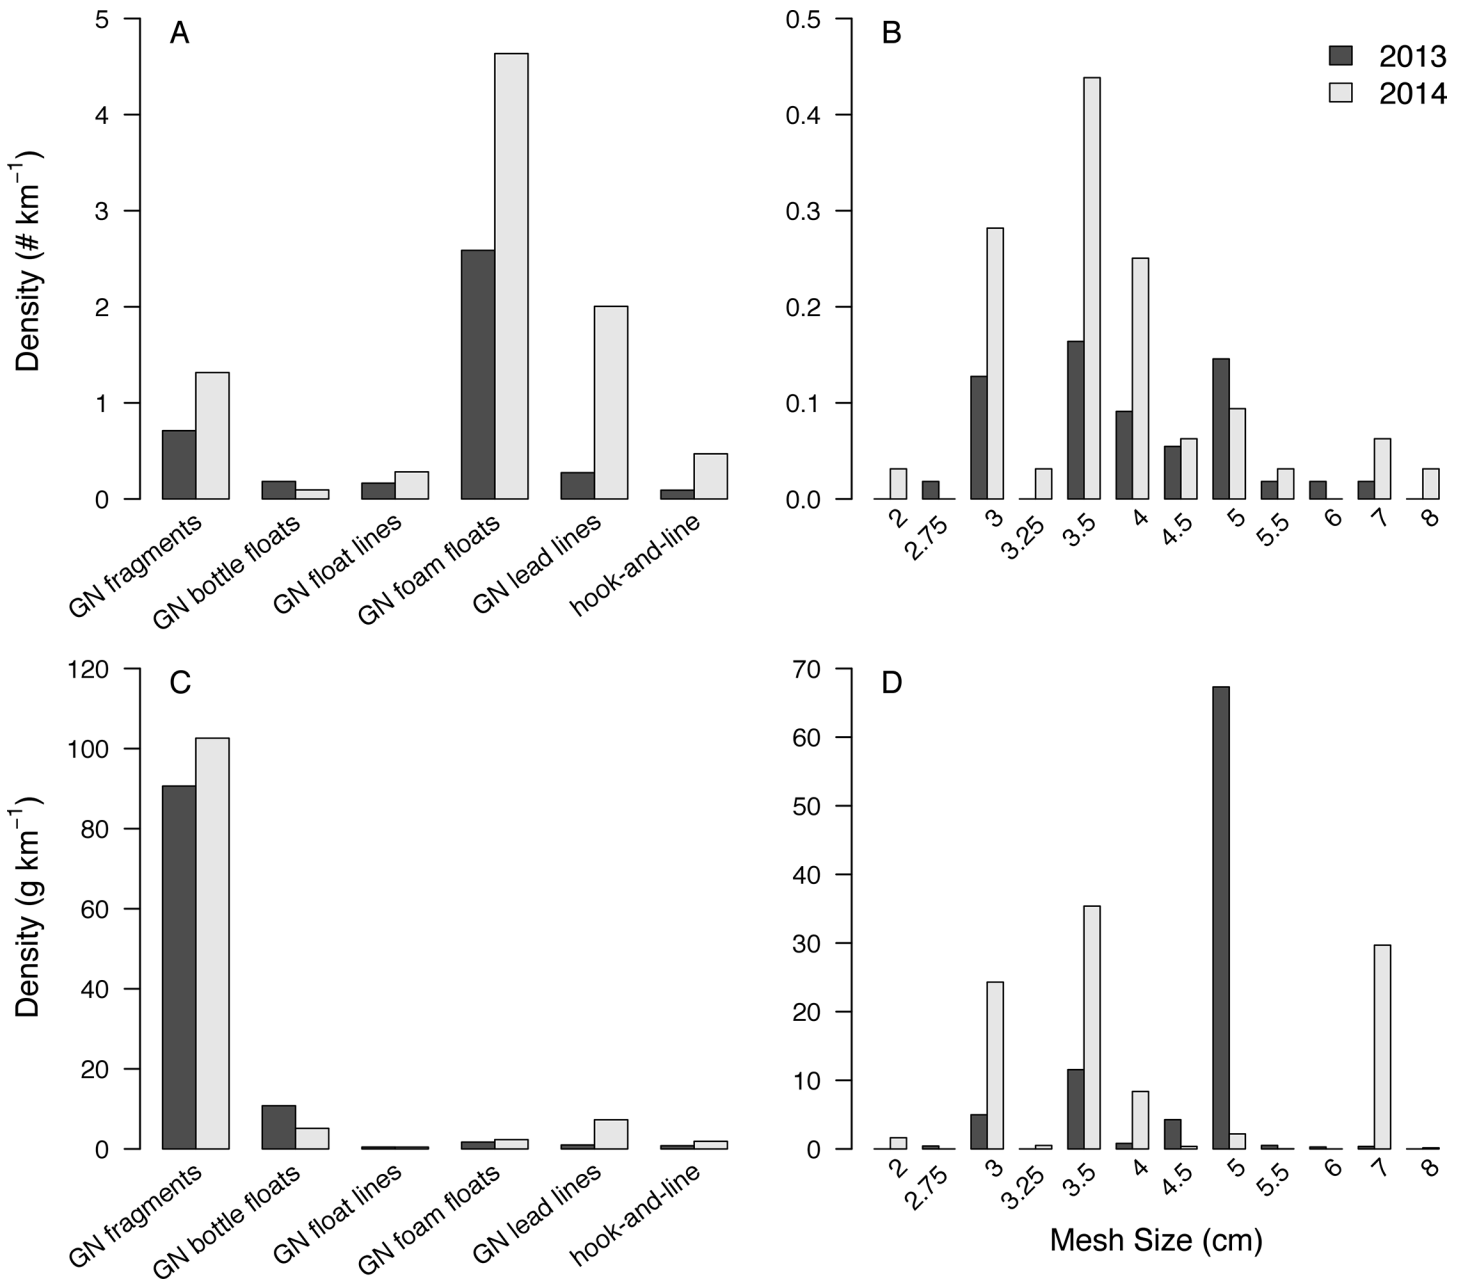 A
5
4
3
2
1
0
Density (# km−1)
GN fragments
GN bottle floats
GN float lines
GN foam floats
GN lead lines
hook-and-line
B
2013
2014
0.5
0.4
0.3
0.2
0.1
0.0
2
2.75
3
3.25
3.5
4
4.5
5
5.5
6
7
8
C
120
100
80
60
40
20
0
Density (g km−1)
GN fragments
GN bottle floats
GN float lines
GN foam floats
GN lead lines
hook-and-line
D
70
60
50
40
30
20
10
0
2
2.75
3
3.25
3.5
4
4.5
5
5.5
6
7
8
Mesh Size (cm)